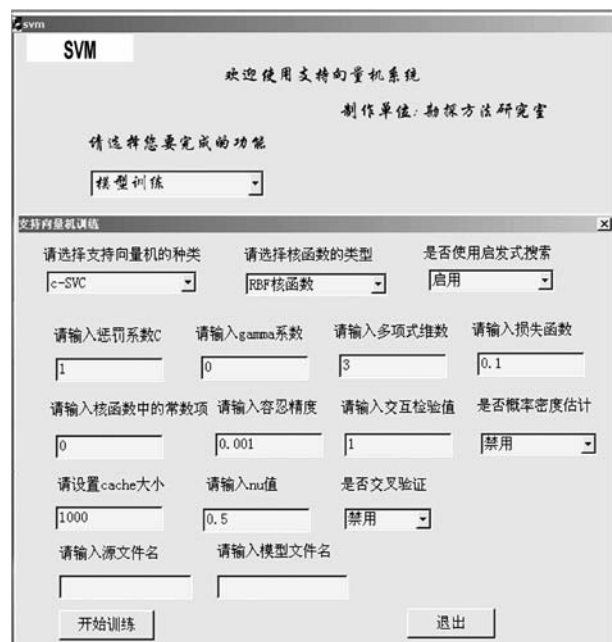 svm
SVM
欢迎使用支持向量机系统
制作单位:勘探方法研究室
请选择您要完成的功能
模型训练
支持向量机训练
请选择支持向量机的种类 请选择核函数的类型 是否使用启发式搜索
c-SVC RBF核函数 启用
请输入惩罚系数C 请输入gamma系数 请输入多项式维数 请输入损失函数
1 0 3 0.1
请输入核函数中的常数项 请输入容忍精度 请输入交互检验值 是否概率密度估计
0 0.001 1 禁用
请设置cache大小 请输入nu值 是否交叉验证
1000 0.5 禁用
请输入源文件名 请输入模型文件名
开始训练 退出